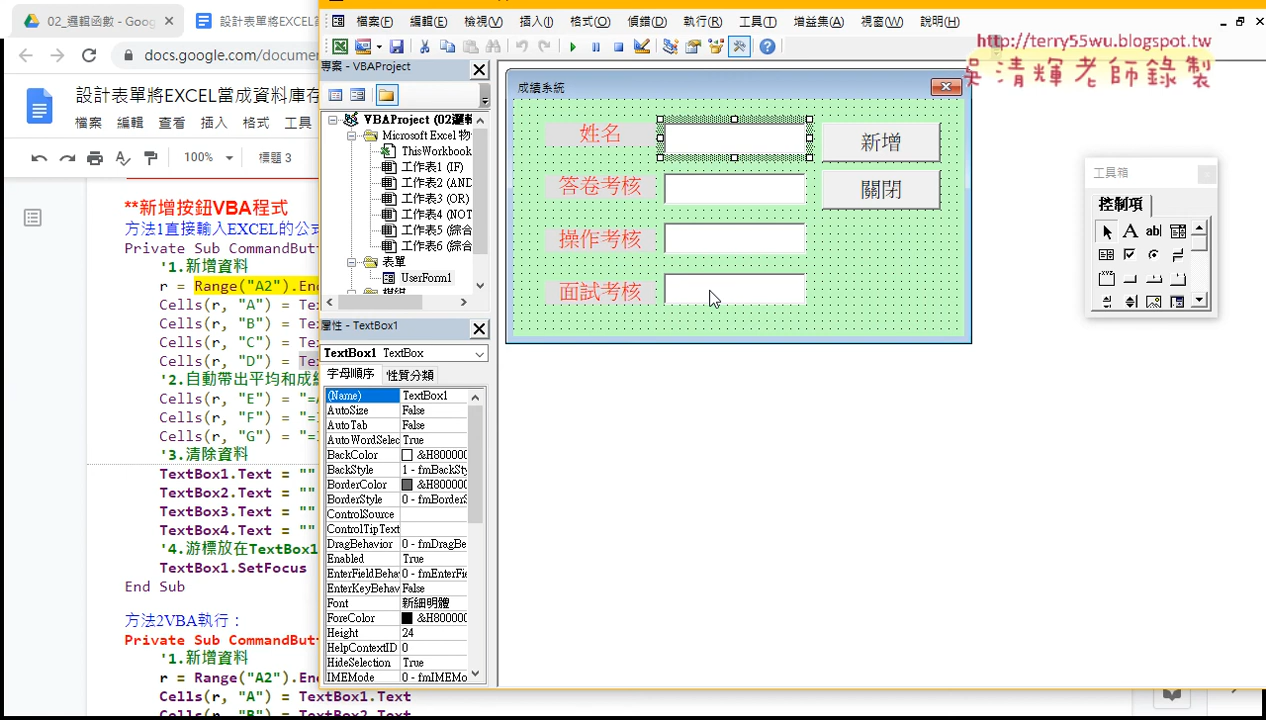 02_邏輯函數 - Goog
設計表單將EXC
docs.google.com/docume
設計表單將EXCEL當成資料庫存
檔案 編輯 查看 插入 格式 工具
100% 標題 3
**新增按鈕VBA程式
方法1直接輸入EXCEL的公
Private Sub CommandBut
'1.新增資料
r = Range("A2").En
Cells(r, "A") = Te
Cells(r, "B") = T
Cells(r, "C") = T
Cells(r, "D") = Te
'2.自動帶出平均和成
Cells(r, "E") = "=
Cells(r, "F") = "=
Cells(r, "G") = "=
'3.清除資料
TextBox1.Text = ""
TextBox2.Text = ""
TextBox3.Text = ""
TextBox4.Text = ""
'4.游標放在TextBox1
TextBox1.SetFocus
End Sub
方法2VBA執行：
Private Sub CommandBut
'1.新增資料
r = Range("A2").En
Cells(r, "A") = TextBox1.Text
檔案(F) 編輯(E) 檢視(V) 插入(I) 格式(O) 偵錯(D) 執行(R) 工具(T) 增益集(A) 視窗(W) 說明(H)
http://terry55wu.blogspot.tw
吳清輝老師錄製
專案 - VBAProject
VBAProject (02邏輯
Microsoft Excel 物
ThisWorkbook
工作表1 (IF)
工作表2 (AND
工作表3 (OR)
工作表4 (NOT
工作表5 (綜合
工作表6 (綜合
表單
UserForm1
屬性 - TextBox1
TextBox1 TextBox
字母順序 性質分類
(Name) TextBox1
AutoSize False
AutoTab False
AutoWordSelec True
BackColor &H800000
BackStyle 1 - fmBackSty
BorderColor &H800000
BorderStyle 0 - fmBorderS
ControlSource
ControlTipText
DragBehavior 0 - fmDragBe
Enabled True
EnterFieldBeha 0 - fmEnterFie
EnterKeyBehav False
Font 新細明體
ForeColor &H800000
Height 24
HelpContextID 0
HideSelection True
IMEMode 0 - fmIMEMo
成績系統
姓名 新增
答卷考核 關閉
操作考核
面試考核
工具箱
控制項